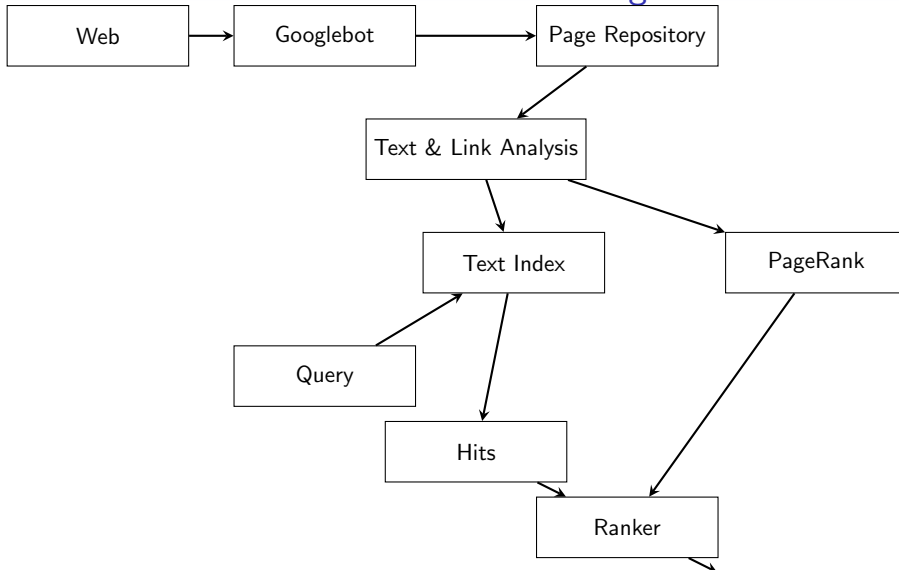 Web
Googlebot
Page Repository
Text & Link Analysis
Text Index
PageRank
Query
Hits
Ranker